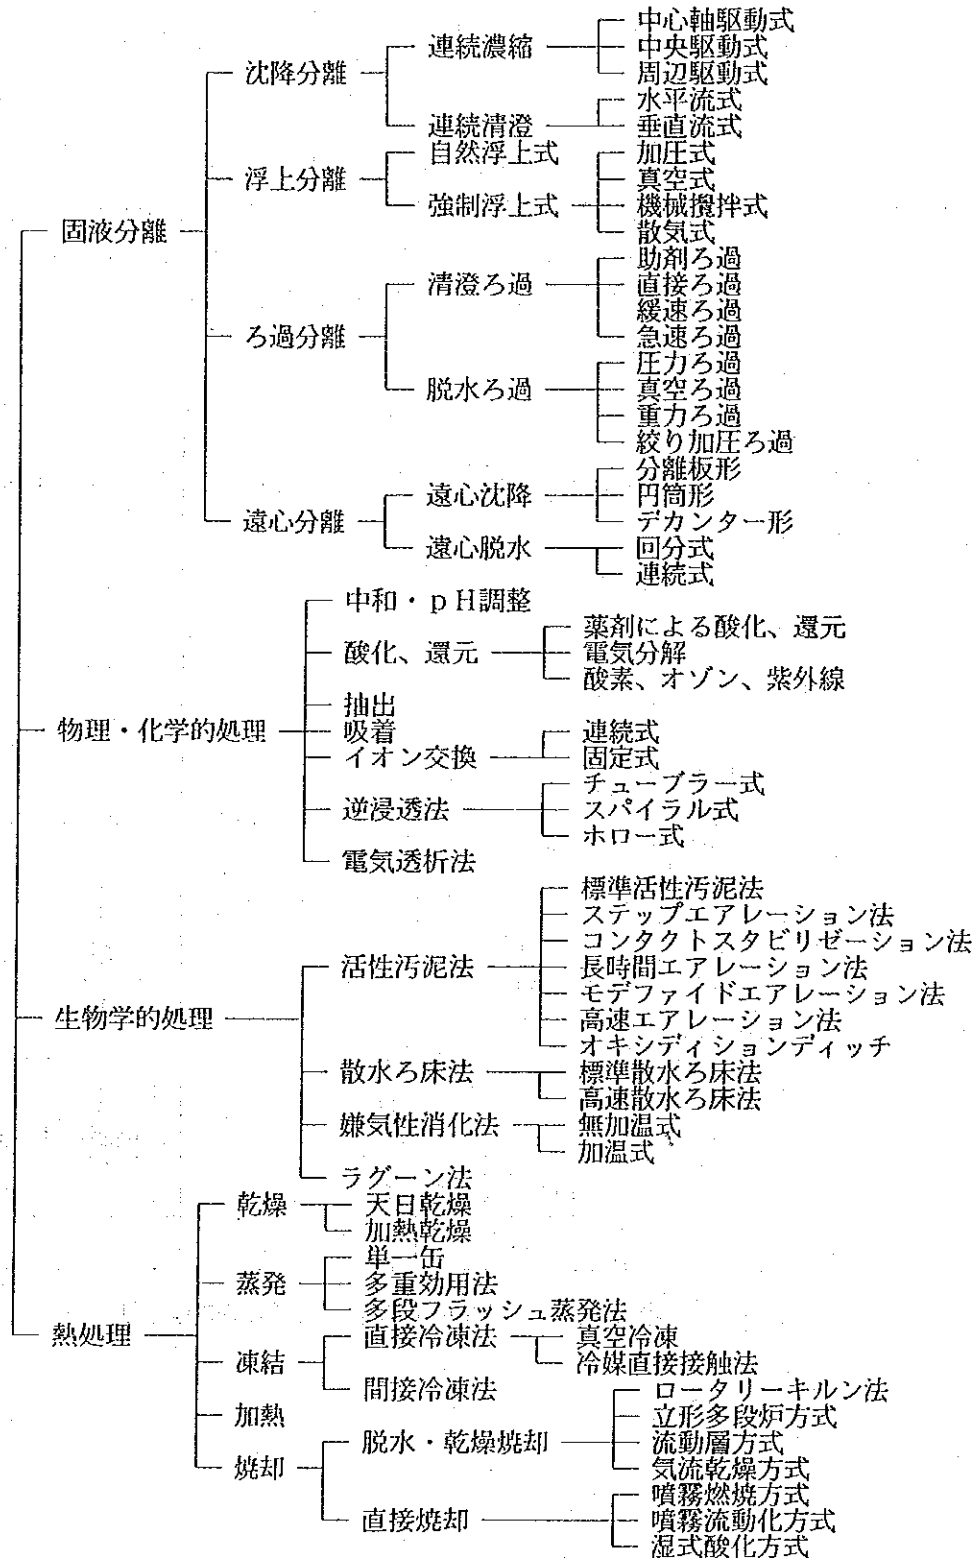 中心軸駆動式
連続濃縮
中央駆動式
沈降分離
周辺駆動式
水平流式
連続清澄
垂直流式
自然浮上式
加圧式
浮上分離
真空式
強制浮上式
機械攪拌式
固液分離
散気式
助剤ろ過
清澄ろ過
直接ろ過
緩速ろ過
ろ過分離
急速ろ過
圧力ろ過
脱水ろ過
真空ろ過
重力ろ過
絞り加圧ろ過
分離板形
遠心沈降
円筒形
遠心分離
デカンター形
遠心脱水
回分式
連続式
中和・pH調整
薬剤による酸化、還元
酸化、還元
電気分解
酸素、オゾン、紫外線
抽出
物理・化学的処理
吸着
連続式
イオン交換
固定式
チューブラー式
逆浸透法
スパイラル式
ホロー式
電気透析法
標準活性汚泥法
ステップエアレーション法
コンタクトスタビリゼーション法
活性汚泥法
長時間エアレーション法
モデファイドエアレーション法
生物学的処理
高速エアレーション法
オキシディションディッチ
散水ろ床法
標準散水ろ床法
高速散水ろ床法
嫌気性消化法
無加温式
加温式
ラグーン法
乾燥
天日乾燥
加熱乾燥
単一缶
蒸発
多重効用法
多段フラッシュ蒸発法
熱処理
直接冷凍法
真空冷凍
凍結
冷媒直接接触法
間接冷凍法
ロータリーキルン法
加熱
立形多段炉方式
脱水・乾燥焼却
流動層方式
焼却
気流乾燥方式
噴霧燃焼方式
直接焼却
噴霧流動化方式
湿式酸化方式